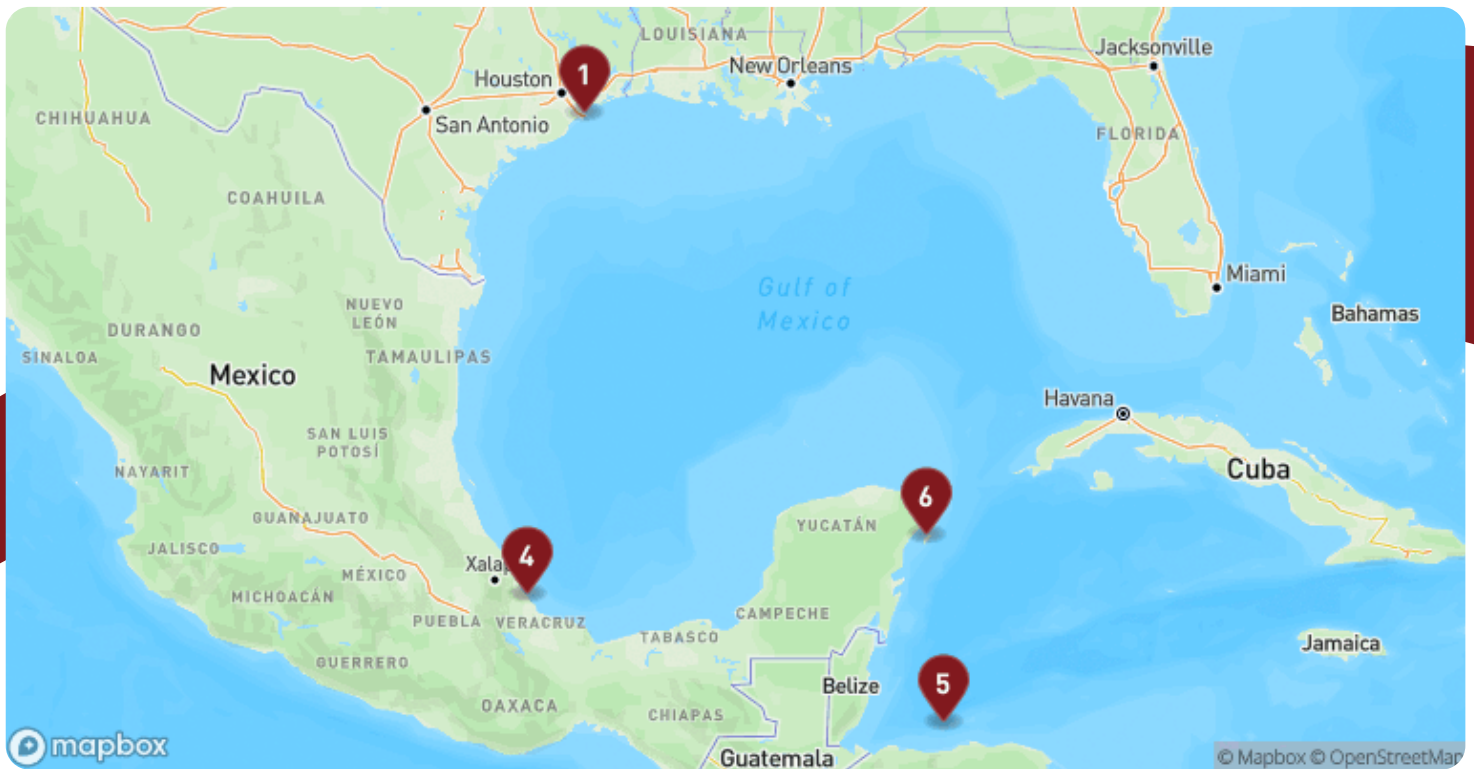 LOUISIANA
Jacksonville
New Orleans
Houston
1
San Antonio
CHIHUAHUA
FLORIDA
COAHUILA
Miami
Gulf of
Mexico
NUEVO
LEÓN
Bahamas
DURANGO
SINALOA
TAMAULIPAS
Mexico
Havana
SAN LUIS
POTOSÍ
NAYARIT
Cuba
6
GUANAJUATO
YUCATÁN
JALISCO
4
Xala
MÉXICO
MICHOACÁN
CAMPECHE
PUEBLA
VERACRUZ
TABASCO
Jamaica
GUERRERO
5
Belize
OAXACA
CHIAPAS
mapbox
Guatemala
© Mapbox © OpenStreetMap